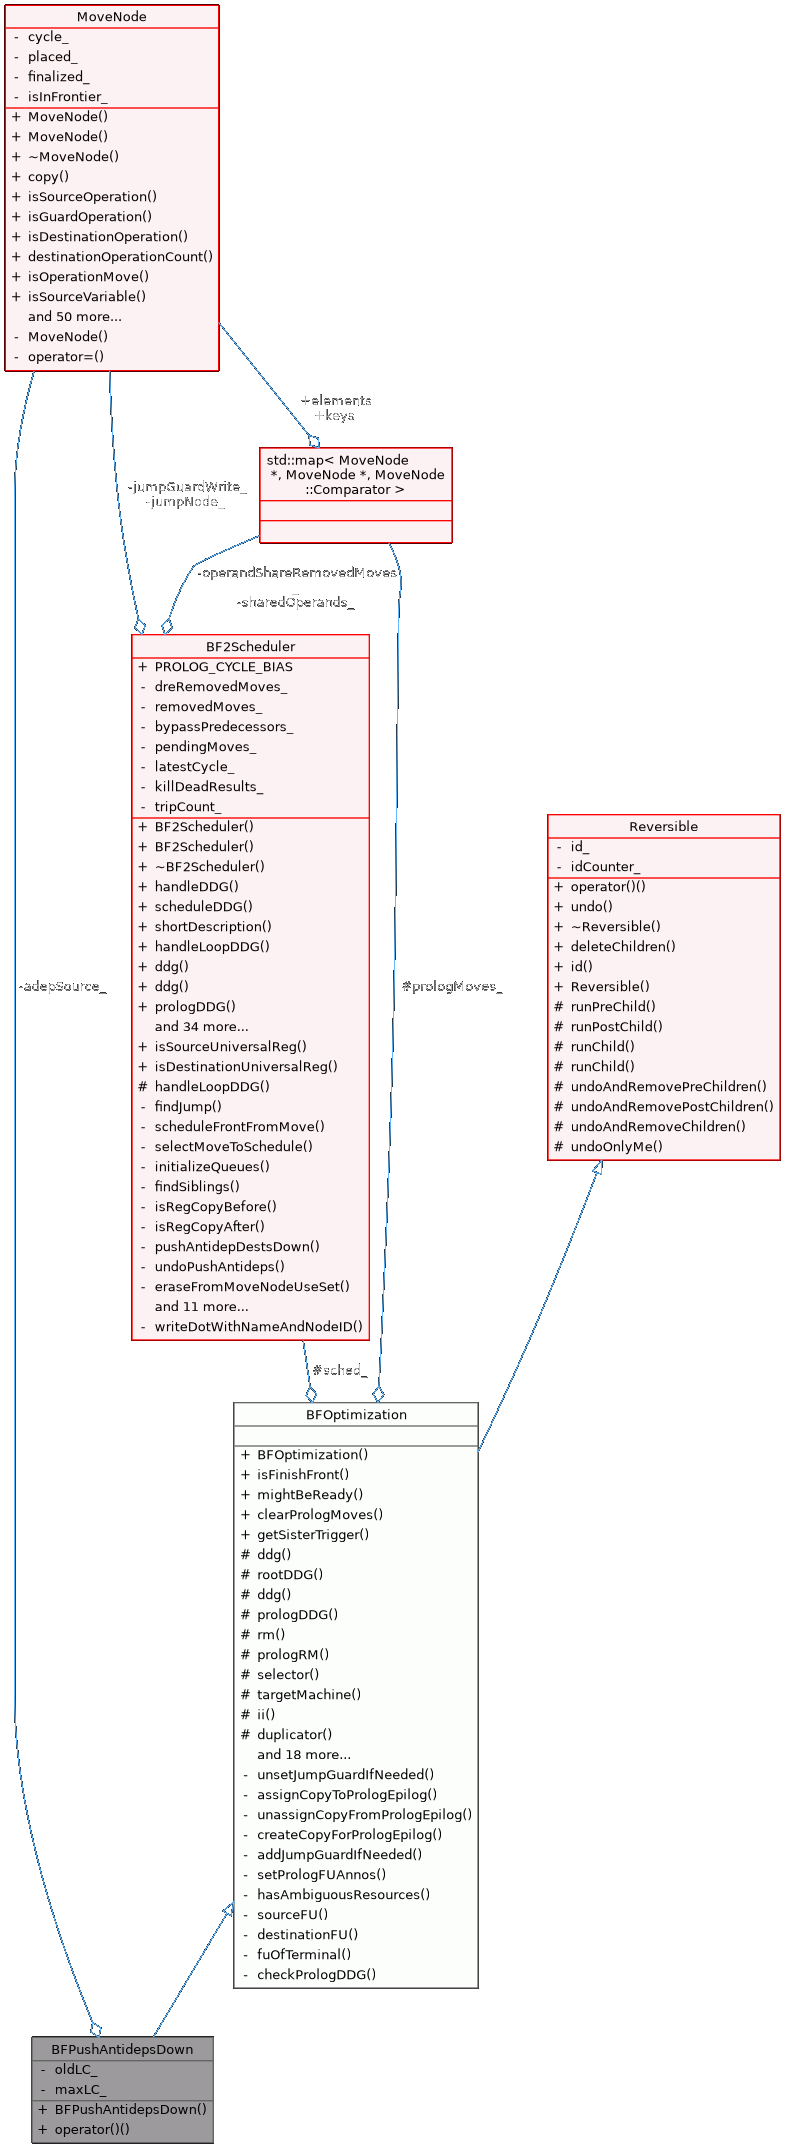 MoveNode
- cycle_
- placed_
- finalized_
- isInFrontier_
+ MoveNode()
+ MoveNode()
+ ~MoveNode()
+ copy()
+ isSourceOperation()
+ isGuardOperation()
+ isDestinationOperation()
+ destinationOperationCount()
+ isOperationMove()
+ isSourceVariable()
and 50 more...
- MoveNode()
- operator=()
+elements
+keys
std::map< MoveNode
*, MoveNode *, MoveNode
::Comparator >
-jumpGuardWrite_
-jumpNode_
-operandShareRemovedMoves
_
-sharedOperands_
BF2Scheduler
+ PROLOG_CYCLE_BIAS
- dreRemovedMoves_
- removedMoves_
- bypassPredecessors_
- pendingMoves_
- latestCycle_
- killDeadResults_
- tripCount_
+ BF2Scheduler()
+ BF2Scheduler()
+ ~BF2Scheduler()
+ handleDDG()
+ scheduleDDG()
+ shortDescription()
+ handleLoopDDG()
+ ddg()
+ ddg()
+ prologDDG()
and 34 more...
+ isSourceUniversalReg()
+ isDestinationUniversalReg()
# handleLoopDDG()
- findJump()
- scheduleFrontFromMove()
- selectMoveToSchedule()
- initializeQueues()
- findSiblings()
- isRegCopyBefore()
- isRegCopyAfter()
- pushAntidepDestsDown()
- undoPushAntideps()
- eraseFromMoveNodeUseSet()
and 11 more...
- writeDotWithNameAndNodeID()
Reversible
- id_
- idCounter_
+ operator()()
+ undo()
+ ~Reversible()
+ deleteChildren()
+ id()
+ Reversible()
# runPreChild()
# runPostChild()
# runChild()
# runChild()
# undoAndRemovePreChildren()
# undoAndRemovePostChildren()
# undoAndRemoveChildren()
# undoOnlyMe()
-adepSource_
#prologMoves_
#sched_
BFOptimization
+ BFOptimization()
+ isFinishFront()
+ mightBeReady()
+ clearPrologMoves()
+ getSisterTrigger()
# ddg()
# rootDDG()
# ddg()
# prologDDG()
# rm()
# prologRM()
# selector()
# targetMachine()
# ii()
# duplicator()
and 18 more...
- unsetJumpGuardIfNeeded()
- assignCopyToPrologEpilog()
- unassignCopyFromPrologEpilog()
- createCopyForPrologEpilog()
- addJumpGuardIfNeeded()
- setPrologFUAnnos()
- hasAmbiguousResources()
- sourceFU()
- destinationFU()
- fuOfTerminal()
- checkPrologDDG()
BFPushAntidepsDown
- oldLC_
- maxLC_
+ BFPushAntidepsDown()
+ operator()()